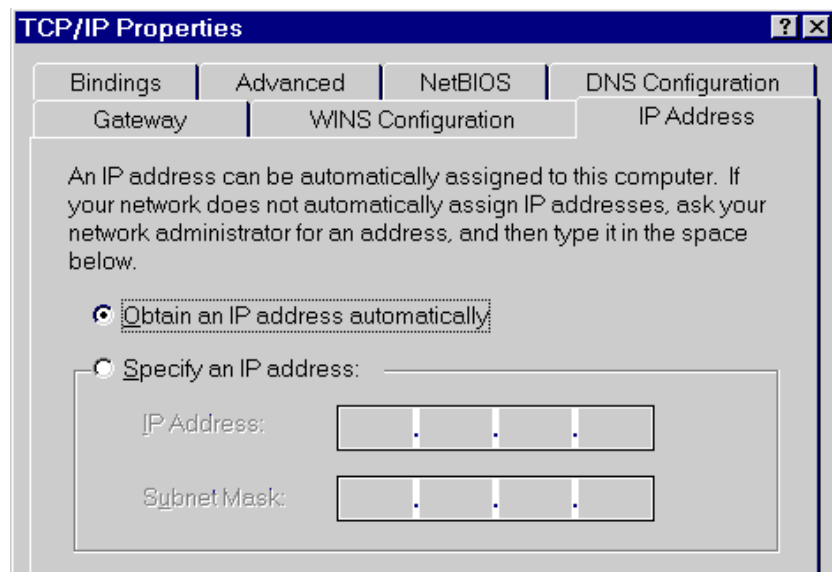 TCP/IP Properties
Bindings Advanced NetBIOS DNS Configuration
Gateway WINS Configuration IP Address
An IP address can be automatically assigned to this computer. If
your network does not automatically assign IP addresses, ask your
network administrator for an address, and then type it in the space
below.
Obtain an IP address automatically
Specify an IP address:
IP Address:
Subnet Mask: